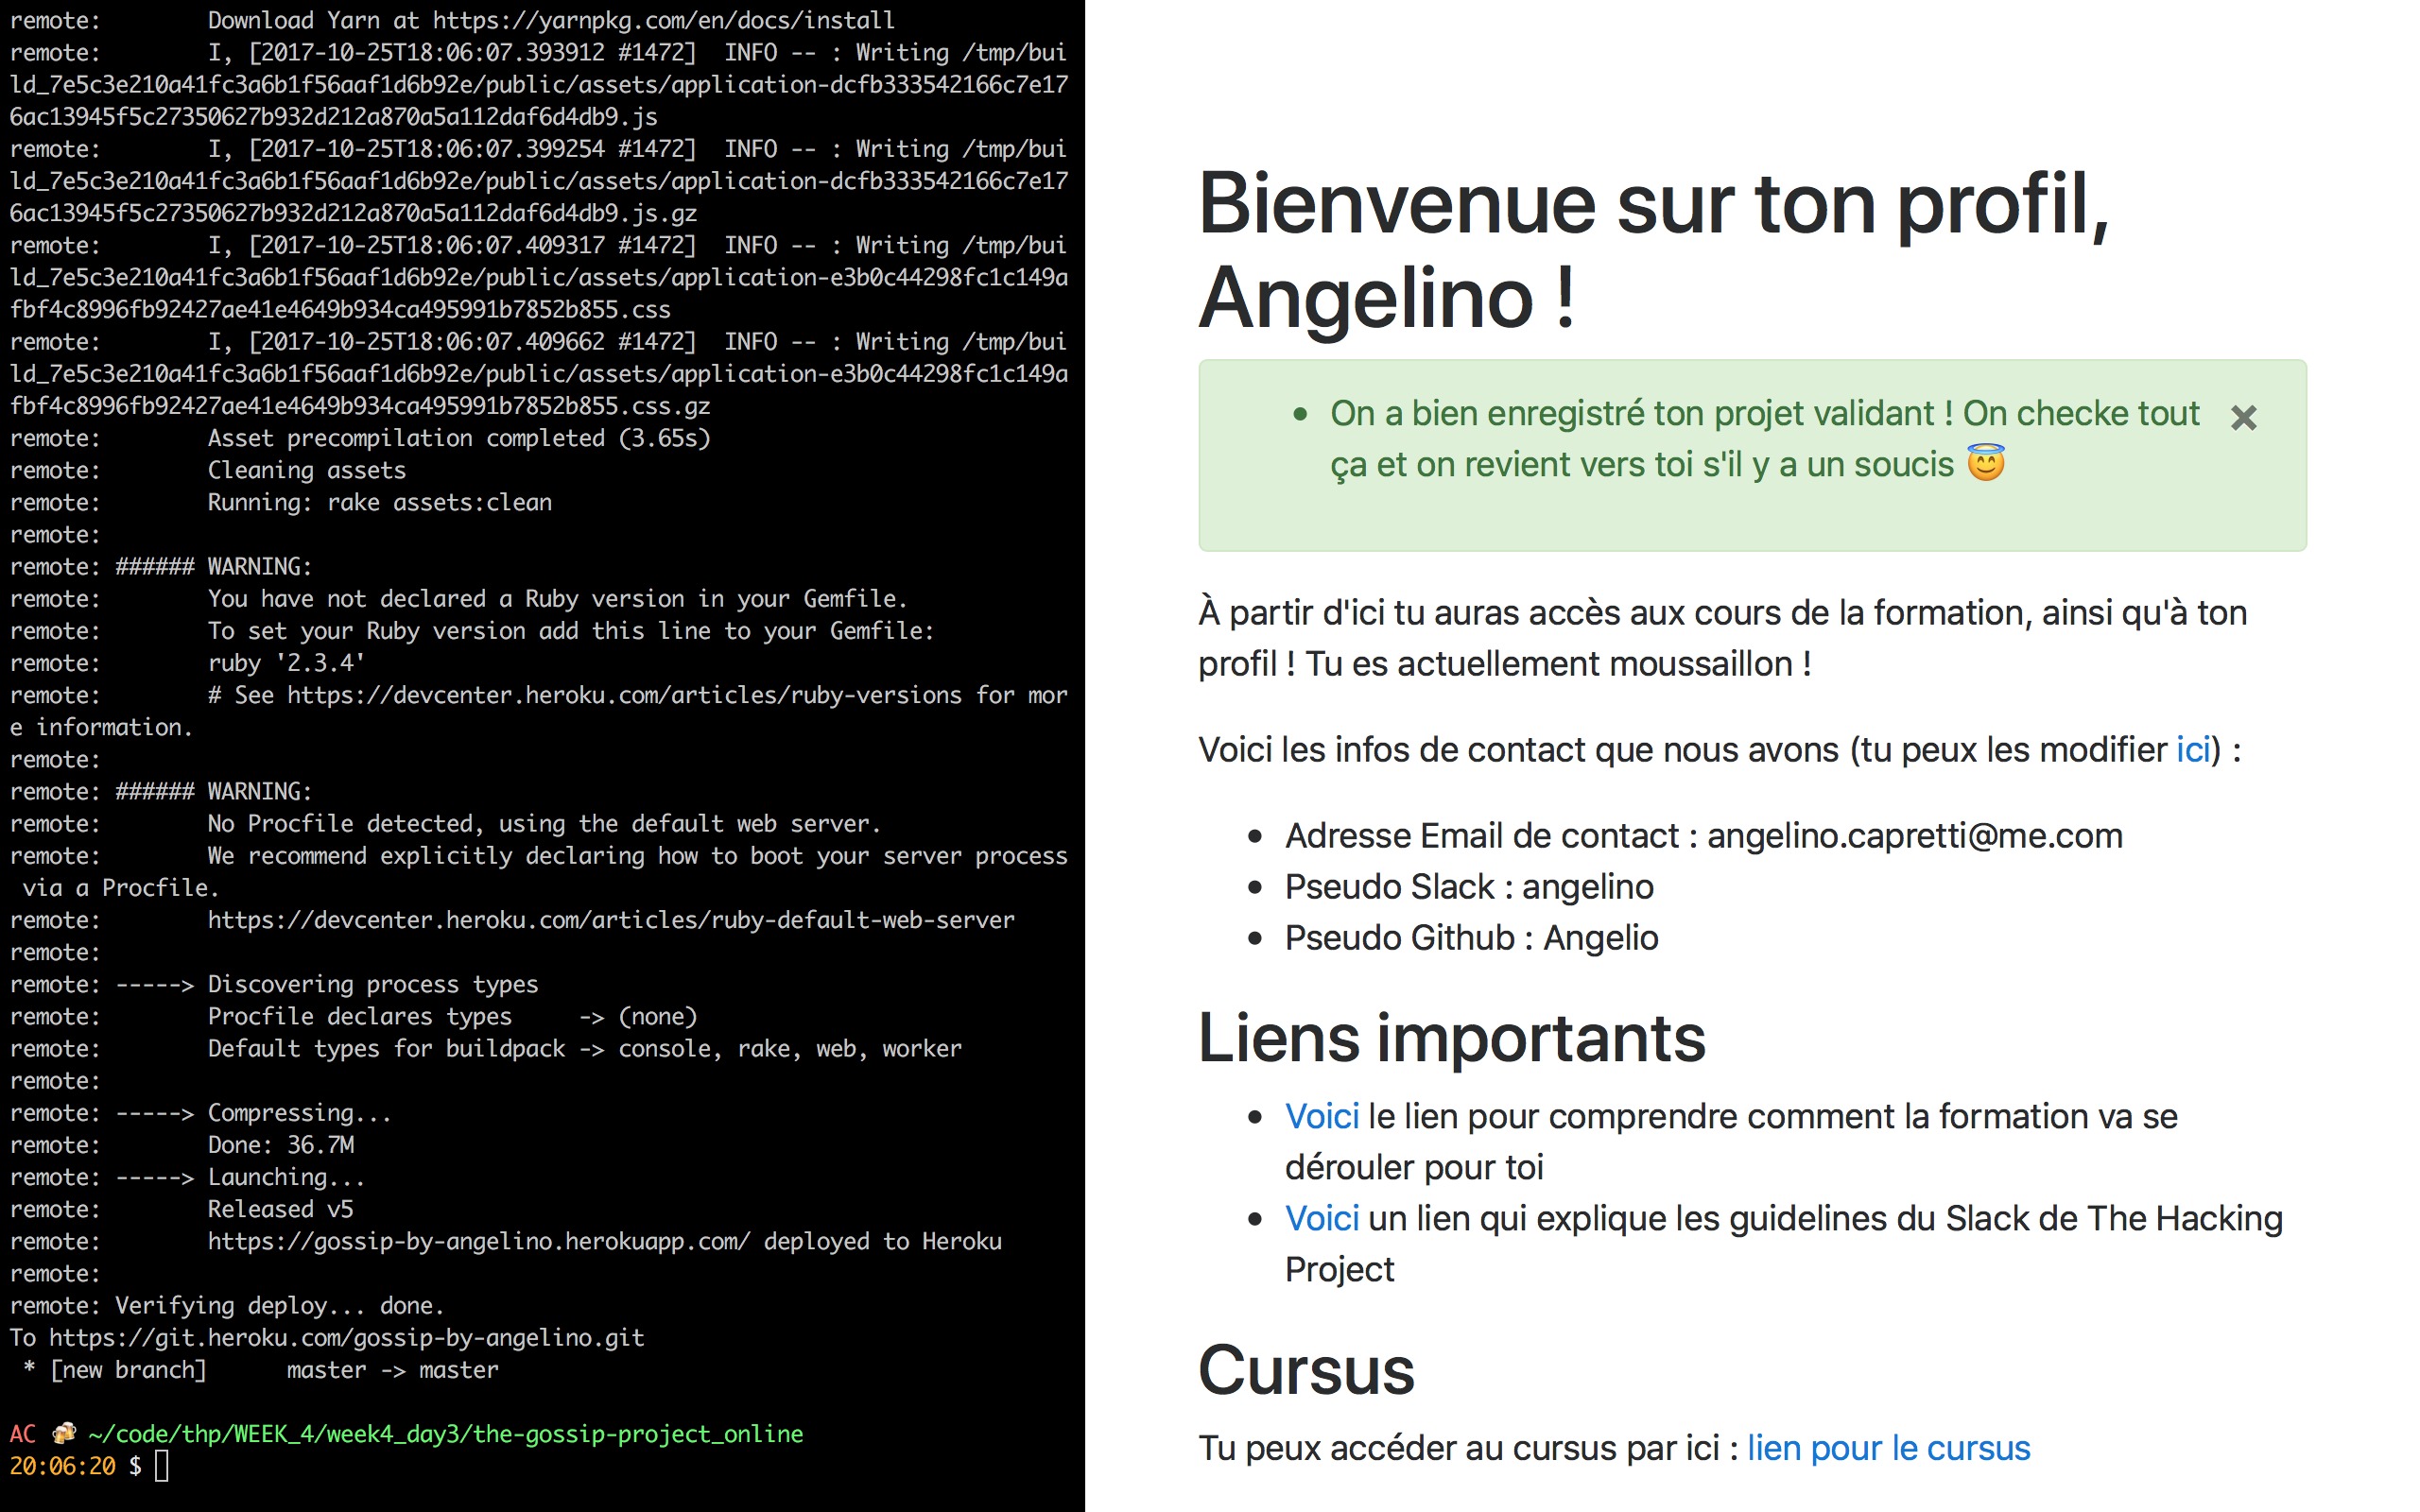 remote:        Download Yarn at https://yarnpkg.com/en/docs/install
remote:        I, [2017-10-25T18:06:07.393912 #1472]  INFO -- : Writing /tmp/bui
ld_7e5c3e210a41fc3a6b1f56aaf1d6b92e/public/assets/application-dcfb333542166c7e17
6ac13945f5c27350627b932d212a870a5a112daf6d4db9.js
remote:        I, [2017-10-25T18:06:07.399254 #1472]  INFO -- : Writing /tmp/bui
ld_7e5c3e210a41fc3a6b1f56aaf1d6b92e/public/assets/application-dcfb333542166c7e17
6ac13945f5c27350627b932d212a870a5a112daf6d4db9.js.gz
remote:        I, [2017-10-25T18:06:07.409317 #1472]  INFO -- : Writing /tmp/bui
ld_7e5c3e210a41fc3a6b1f56aaf1d6b92e/public/assets/application-e3b0c44298fc1c149a
fbf4c8996fb92427ae41e4649b934ca495991b7852b855.css
remote:        I, [2017-10-25T18:06:07.409662 #1472]  INFO -- : Writing /tmp/bui
ld_7e5c3e210a41fc3a6b1f56aaf1d6b92e/public/assets/application-e3b0c44298fc1c149a
fbf4c8996fb92427ae41e4649b934ca495991b7852b855.css.gz
remote:        Asset precompilation completed (3.65s)
remote:        Cleaning assets
remote:        Running: rake assets:clean
remote:
remote: ###### WARNING:
remote:        You have not declared a Ruby version in your Gemfile.
remote:        To set your Ruby version add this line to your Gemfile:
remote:        ruby '2.3.4'
remote:        # See https://devcenter.heroku.com/articles/ruby-versions for mor
e information.
remote:
remote: ###### WARNING:
remote:        No Procfile detected, using the default web server.
remote:        We recommend explicitly declaring how to boot your server process
 via a Procfile.
remote:        https://devcenter.heroku.com/articles/ruby-default-web-server
remote:
remote: -----> Discovering process types
remote:        Procfile declares types     -> (none)
remote:        Default types for buildpack -> console, rake, web, worker
remote:
remote: -----> Compressing...
remote:        Done: 36.7M
remote: -----> Launching...
remote:        Released v5
remote:        https://gossip-by-angelino.herokuapp.com/ deployed to Heroku
remote:
remote: Verifying deploy... done.
To https://git.heroku.com/gossip-by-angelino.git
 * [new branch]      master -> master
AC 🍻 ~/code/thp/WEEK_4/week4_day3/the-gossip-project_online
20:06:20 $
Bienvenue sur ton profil,
Angelino !
• On a bien enregistré ton projet validant ! On checke tout
ça et on revient vers toi s'il y a un soucis 😇
×
À partir d'ici tu auras accès aux cours de la formation, ainsi qu'à ton
profil ! Tu es actuellement moussaillon !
Voici les infos de contact que nous avons (tu peux les modifier ici) :
• Adresse Email de contact : angelino.capretti@me.com
• Pseudo Slack : angelino
• Pseudo Github : Angelio
Liens importants
• Voici le lien pour comprendre comment la formation va se
dérouler pour toi
• Voici un lien qui explique les guidelines du Slack de The Hacking
Project
Cursus
Tu peux accéder au cursus par ici : lien pour le cursus